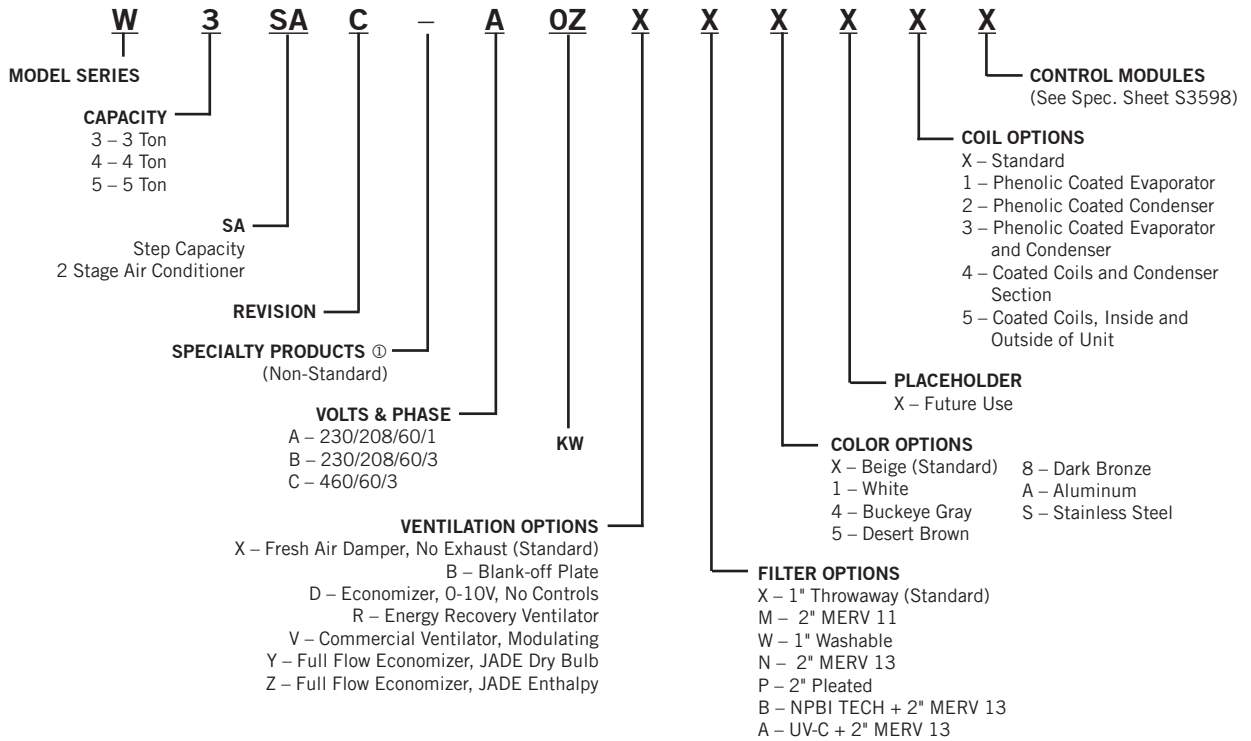 W 3 SA C – A 0Z X X X X X X
MODEL SERIES
CAPACITY
3 – 3 Ton
4 – 4 Ton
5 – 5 Ton
SA
Step Capacity
2 Stage Air Conditioner
REVISION
SPECIALTY PRODUCTS ①
(Non-Standard)
VOLTS & PHASE
A – 230/208/60/1
B – 230/208/60/3
C – 460/60/3
KW
VENTILATION OPTIONS
X – Fresh Air Damper, No Exhaust (Standard)
B – Blank-off Plate
D – Economizer, 0-10V, No Controls
R – Energy Recovery Ventilator
V – Commercial Ventilator, Modulating
Y – Full Flow Economizer, JADE Dry Bulb
Z – Full Flow Economizer, JADE Enthalpy
FILTER OPTIONS
X – 1" Throwaway (Standard)
M – 2" MERV 11
W – 1" Washable
N – 2" MERV 13
P – 2" Pleated
B – NPBI TECH + 2" MERV 13
A – UV-C + 2" MERV 13
COLOR OPTIONS
X – Beige (Standard)
1 – White
4 – Buckeye Gray
5 – Desert Brown
8 – Dark Bronze
A – Aluminum
S – Stainless Steel
PLACEHOLDER
X – Future Use
COIL OPTIONS
X – Standard
1 – Phenolic Coated Evaporator
2 – Phenolic Coated Condenser
3 – Phenolic Coated Evaporator
and Condenser
4 – Coated Coils and Condenser
Section
5 – Coated Coils, Inside and
Outside of Unit
CONTROL MODULES
(See Spec. Sheet S3598)